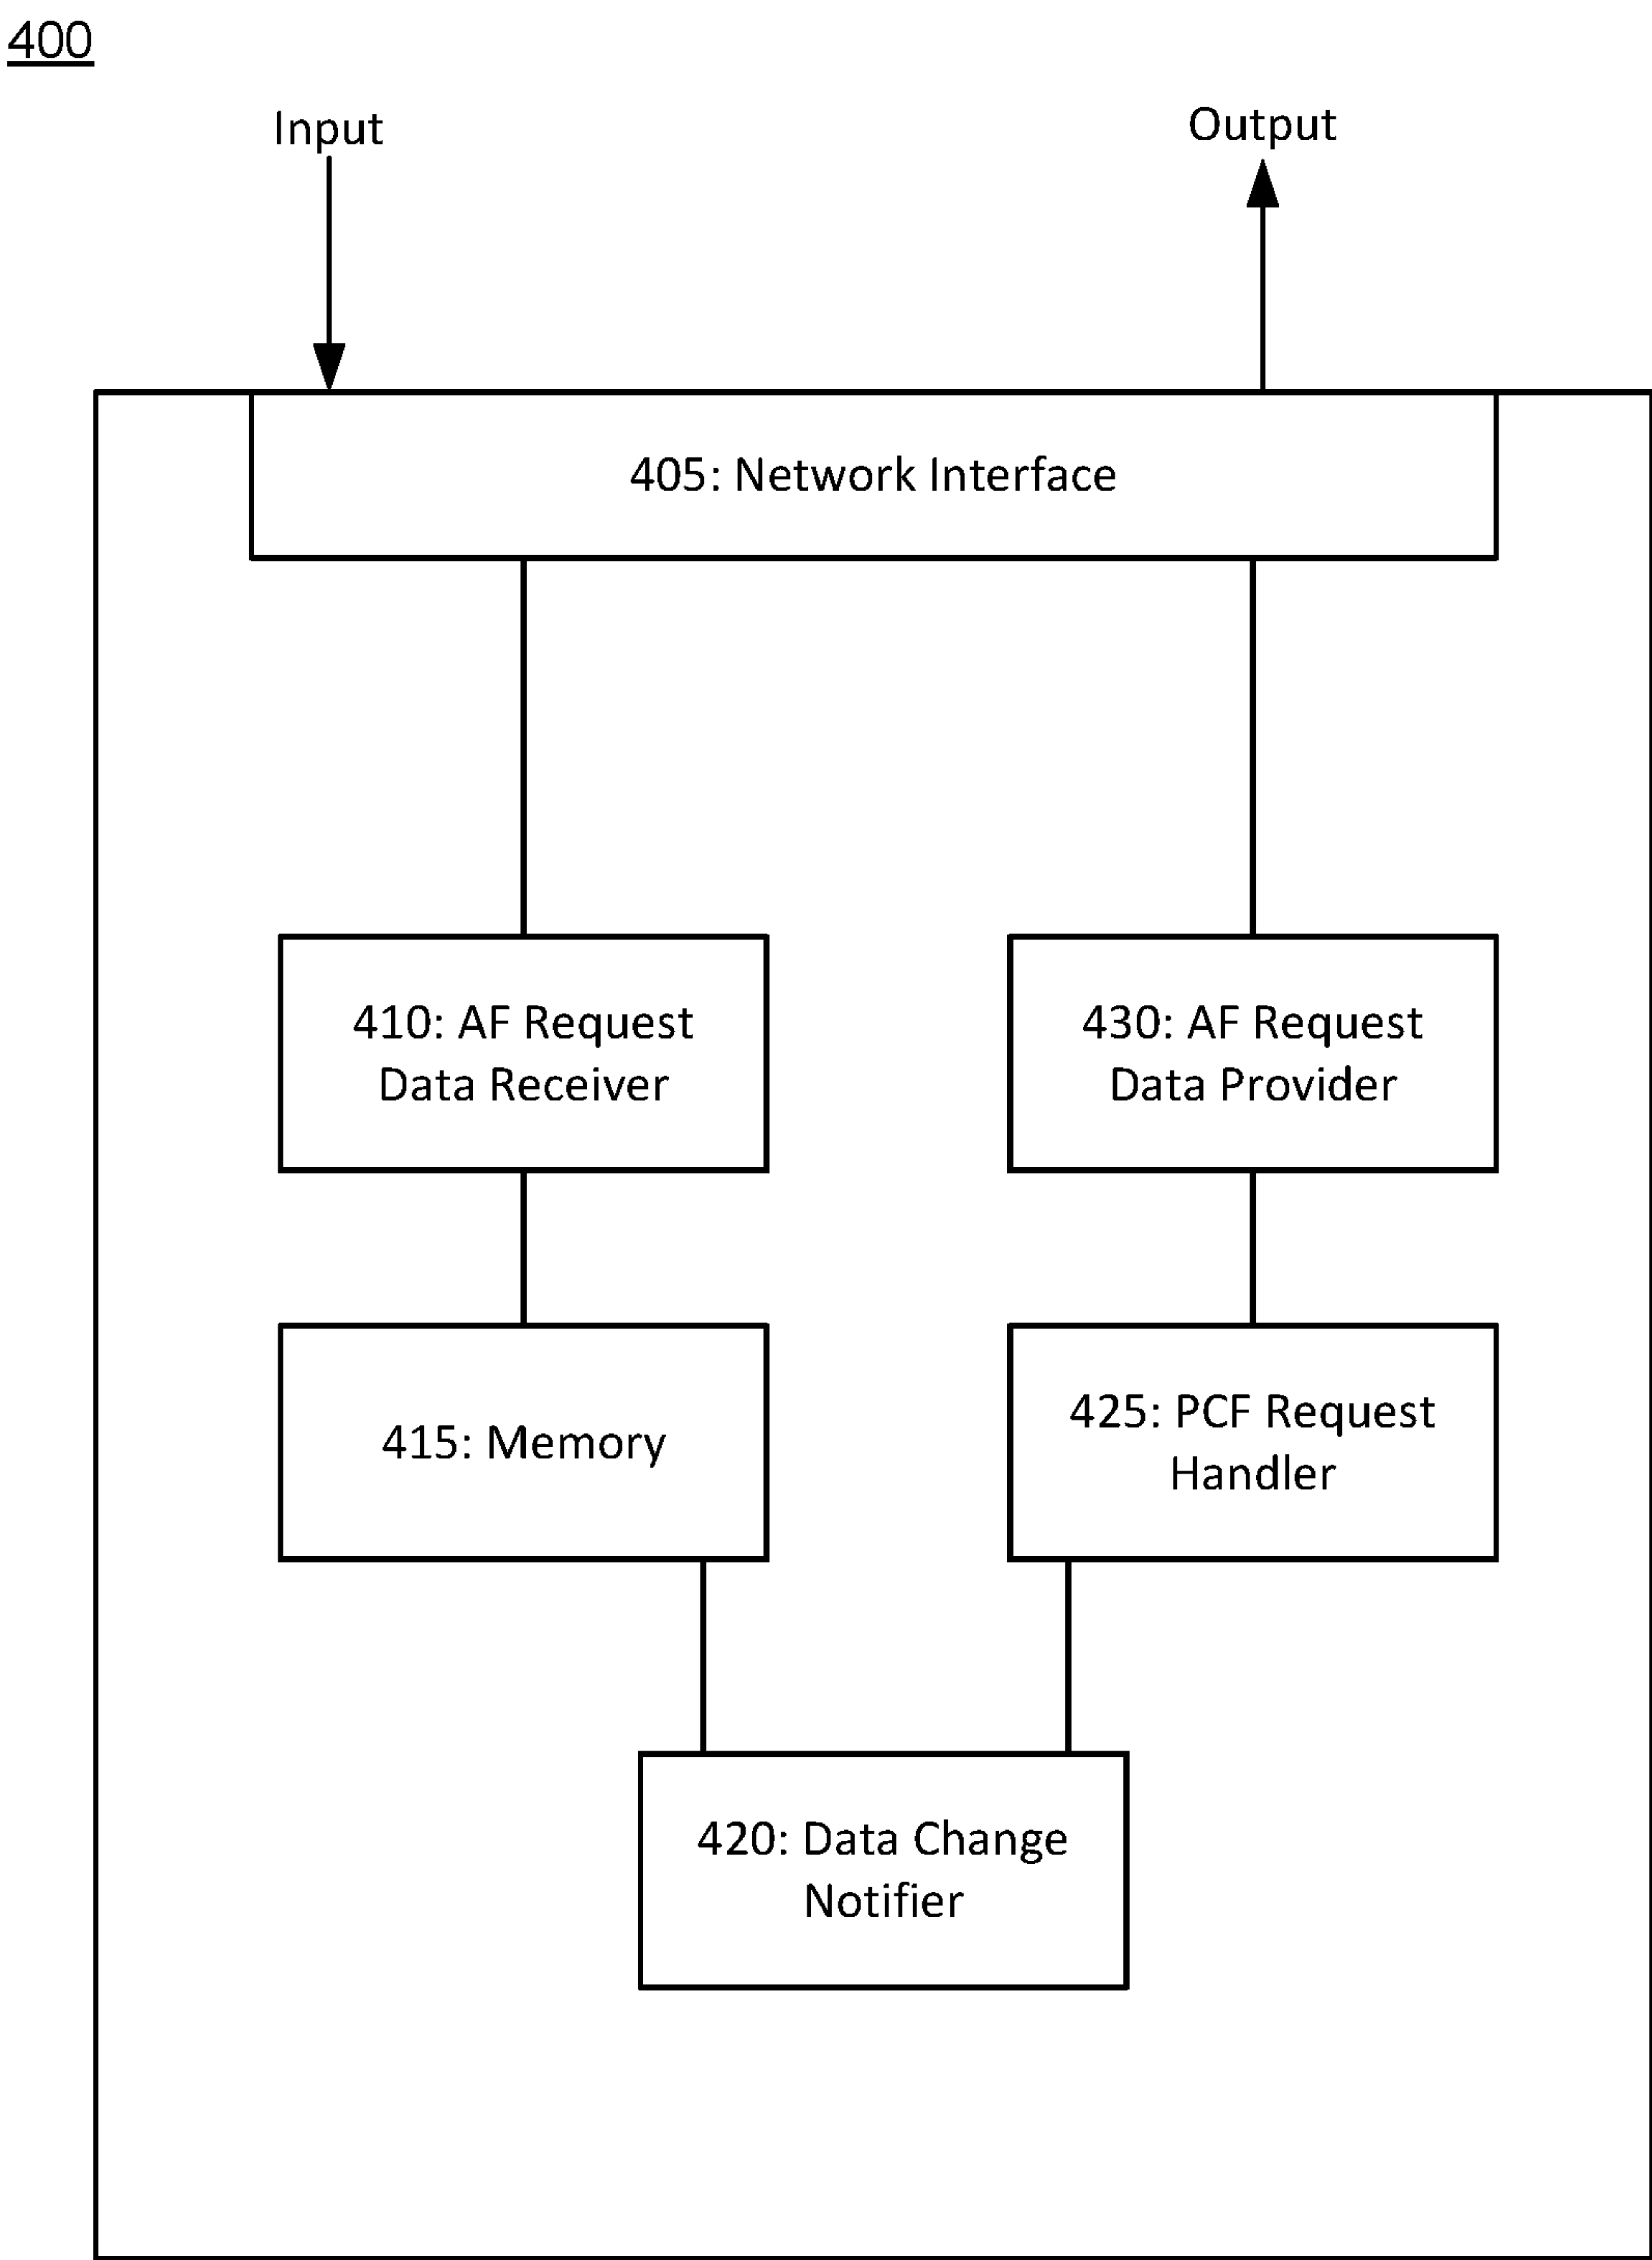 400
Input
Output
405: Network Interface
410: AF Request
Data Receiver
430: AF Request
Data Provider
415: Memory
425: PCF Request
Handler
420: Data Change
Notifier